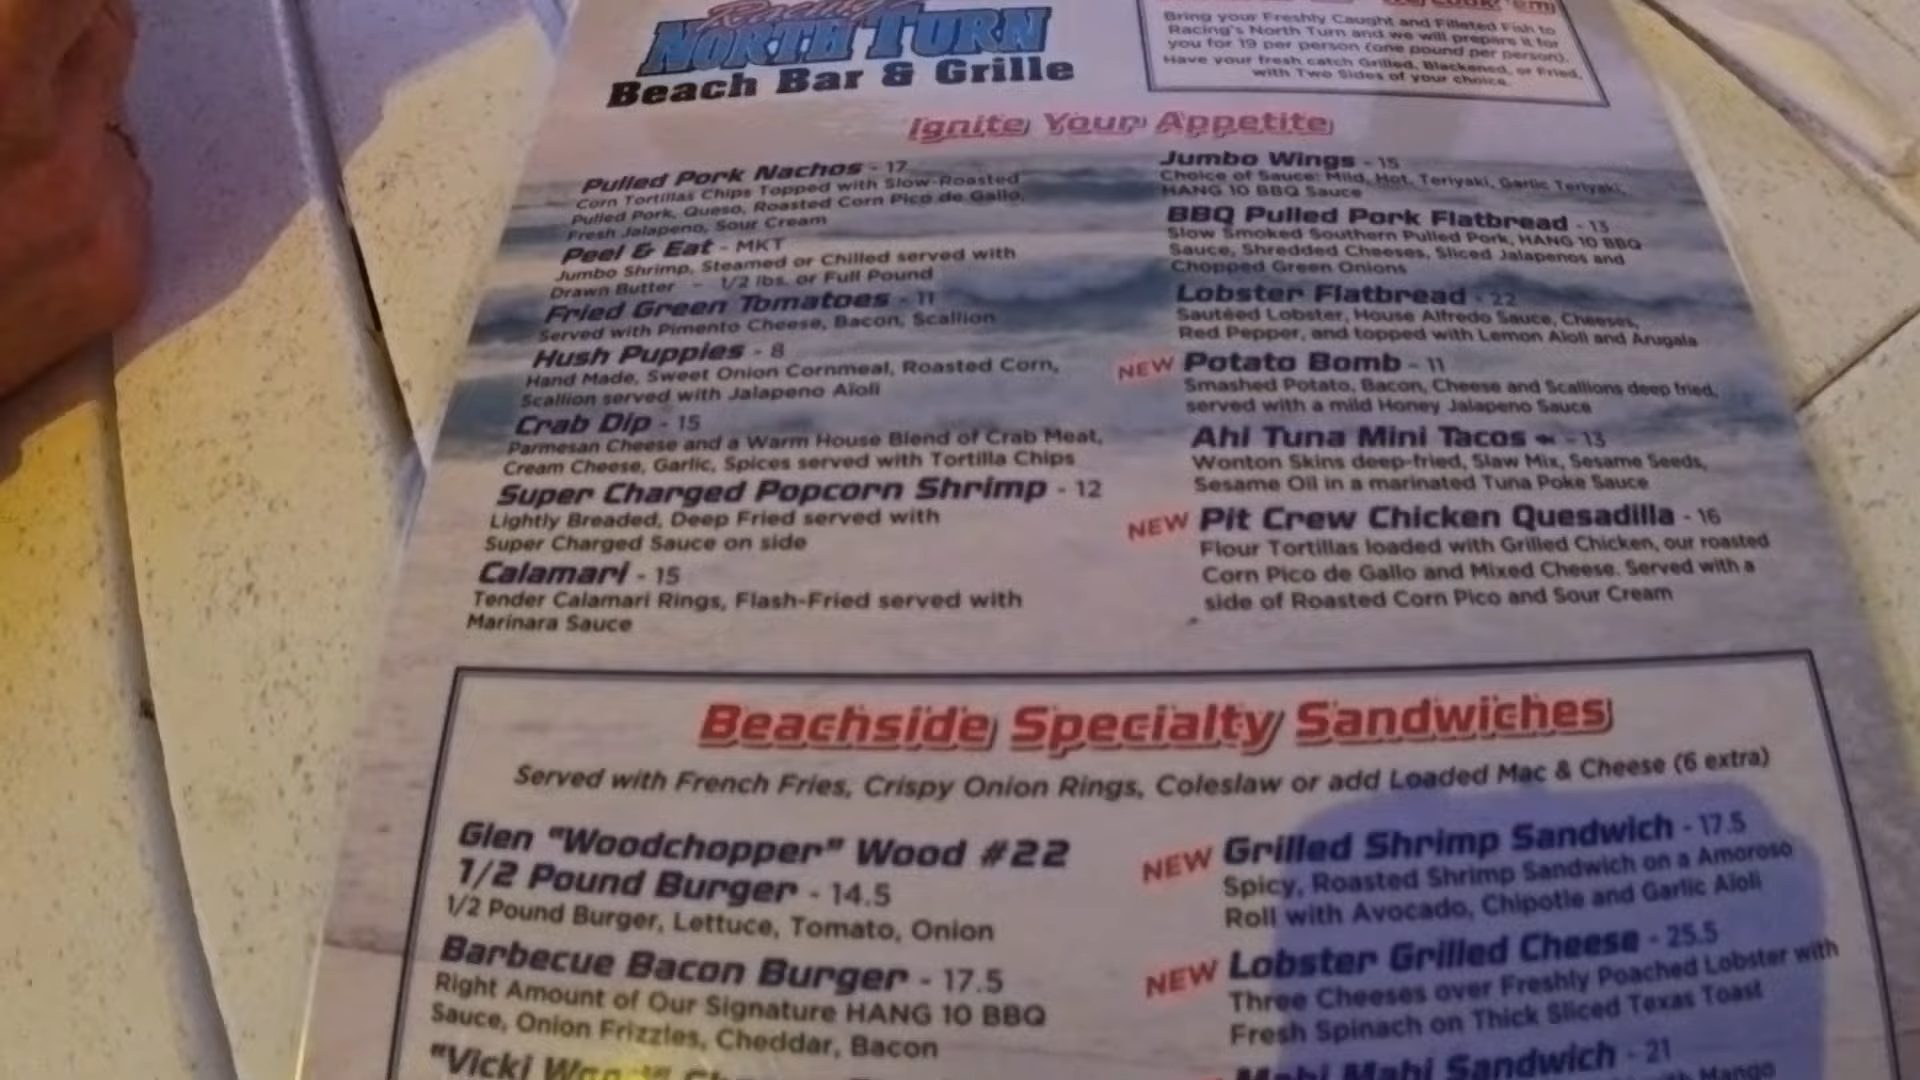 Racing's
NORTH TURN
Beach Bar & Grille
cook 'em
Bring your Freshly Caught and Filleted Fish to
Racing's North Turn and we will prepare it for
you for 19 per person (one pound per person).
Have your fresh catch Grilled, Blackened, or Fried,
with Two Sides of your choice.
Ignite Your Appetite
Pulled Pork Nachos - 17
Corn Tortillas Chips Topped with Slow-Roasted
Pulled Pork, Queso, Roasted Corn Pico de Gallo,
Fresh Jalapeno, Sour Cream
Peel & Eat - MKT
Jumbo Shrimp, Steamed or Chilled served with
Drawn Butter - 1/2 lbs. or Full Pound
Fried Green Tomatoes - 11
Served with Pimento Cheese, Bacon, Scallion
Hush Puppies - 8
Hand Made, Sweet Onion Cornmeal, Roasted Corn,
Scallion served with Jalapeno Aioli
Crab Dip - 15
Parmesan Cheese and a Warm House Blend of Crab Meat,
Cream Cheese, Garlic, Spices served with Tortilla Chips
Super Charged Popcorn Shrimp - 12
Lightly Breaded, Deep Fried served with
Super Charged Sauce on side
Calamari - 15
Tender Calamari Rings, Flash-Fried served with
Marinara Sauce
Jumbo Wings - 15
Choice of Sauce: Mild, Hot, Teriyaki, Garlic Teriyaki,
HANG 10 BBQ Sauce
BBQ Pulled Pork Flatbread - 13
Slow Smoked Southern Pulled Pork, HANG 10 BBQ
Sauce, Shredded Cheeses, Sliced Jalapenos and
Chopped Green Onions
Lobster Flatbread - 22
Sautéed Lobster, House Alfredo Sauce, Cheeses,
Red Pepper, and topped with Lemon Aioli and Arugala
NEW Potato Bomb - 11
Smashed Potato, Bacon, Cheese and Scallions deep fried,
served with a mild Honey Jalapeno Sauce
Ahi Tuna Mini Tacos - 13
Wonton Skins deep-fried, Slaw Mix, Sesame Seeds,
Sesame Oil in a marinated Tuna Poke Sauce
NEW Pit Crew Chicken Quesadilla - 16
Flour Tortillas loaded with Grilled Chicken, our roasted
Corn Pico de Gallo and Mixed Cheese. Served with a
side of Roasted Corn Pico and Sour Cream
Beachside Specialty Sandwiches
Served with French Fries, Crispy Onion Rings, Coleslaw or add Loaded Mac & Cheese (6 extra)
Glen "Woodchopper" Wood #22
1/2 Pound Burger - 14.5
1/2 Pound Burger, Lettuce, Tomato, Onion
Barbecue Bacon Burger - 17.5
Right Amount of Our Signature HANG 10 BBQ
Sauce, Onion Frizzles, Cheddar, Bacon
"Vicki
NEW Grilled Shrimp Sandwich - 17.5
Spicy, Roasted Shrimp Sandwich on a Amoroso
Roll with Avocado, Chipotle and Garlic Aioli
NEW Lobster Grilled Cheese - 25.5
Three Cheeses over Freshly Poached Lobster with
Fresh Spinach on Thick Sliced Texas Toast
Mahi Mahi Sandwich - 21
with Mango